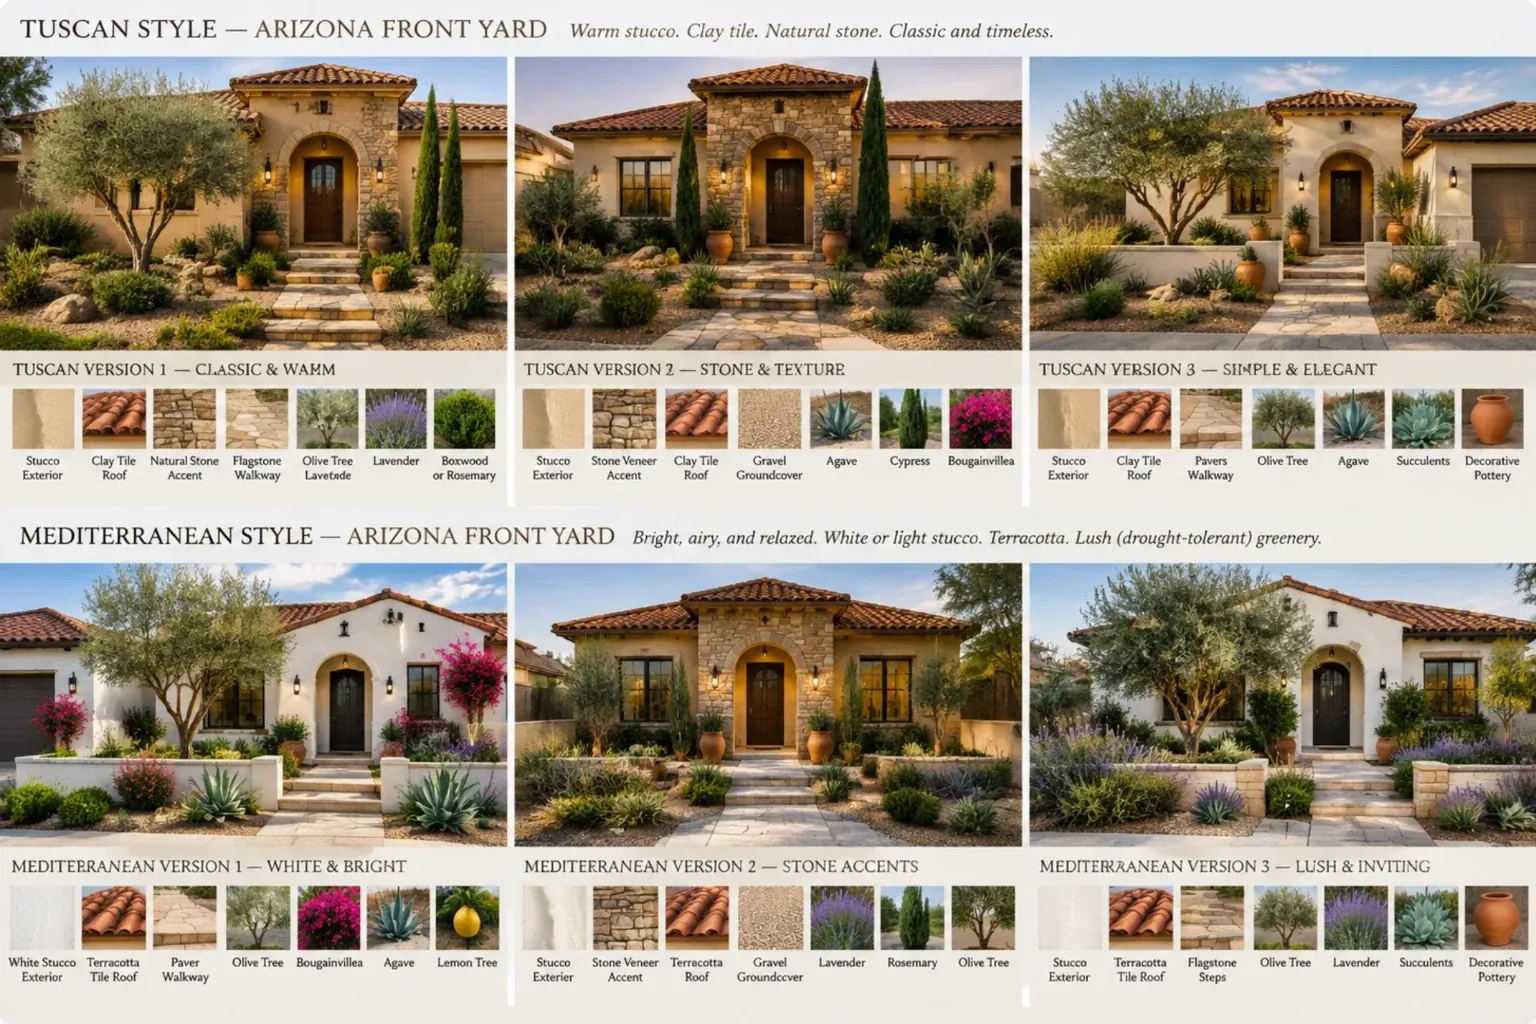 TUSCAN STYLE — ARIZONA FRONT YARD Warm stucco. Clay tile. Natural stone. Classic and timeless.
TUSCAN VERSION 1 — CLASSIC & WARM
Stucco Exterior
Clay Tile Roof
Natural Stone Accent
Flagstone Walkway
Olive Tree Lavefede
Lavender
Boxwood or Rosemary
TUSCAN VERSION 2 — STONE & TEXTURE
Stucco Exterior
Stone Veneer Accent
Clay Tile Roof
Gravel Groundcover
Agave
Cypress
Bougainvillea
TUSCAN VERSION 3 — SIMPLE & ELEGANT
Stucco Exterior
Clay Tile Roof
Pavers Walkway
Olive Tree
Agave
Succulents
Decorative Pottery
MEDITERRANEAN STYLE — ARIZONA FRONT YARD Bright, airy, and relaxed. White or light stucco. Terracotta. Lush (drought-tolerant) greenery.
MEDITERRANEAN VERSION 1 — WHITE & BRIGHT
White Stucco Exterior
Terracotta Tile Roof
Paver Walkway
Olive Tree
Bougainvillea
Agave
Lemon Tree
MEDITERRANEAN VERSION 2 — STONE ACCENTS
Stucco Exterier
Stone Veneer Accent
Terracotta Roof
Gravel Groundcover
Lavender
Rosemary
Olive Tree
MEDITERRANEAN VERSION 3 — LUSH & INVITING
Stucco Exterior
Terracotta Tile Roof
Flagstone Steps
Olive Tree
Lavender
Succulents
Decorative Pottery